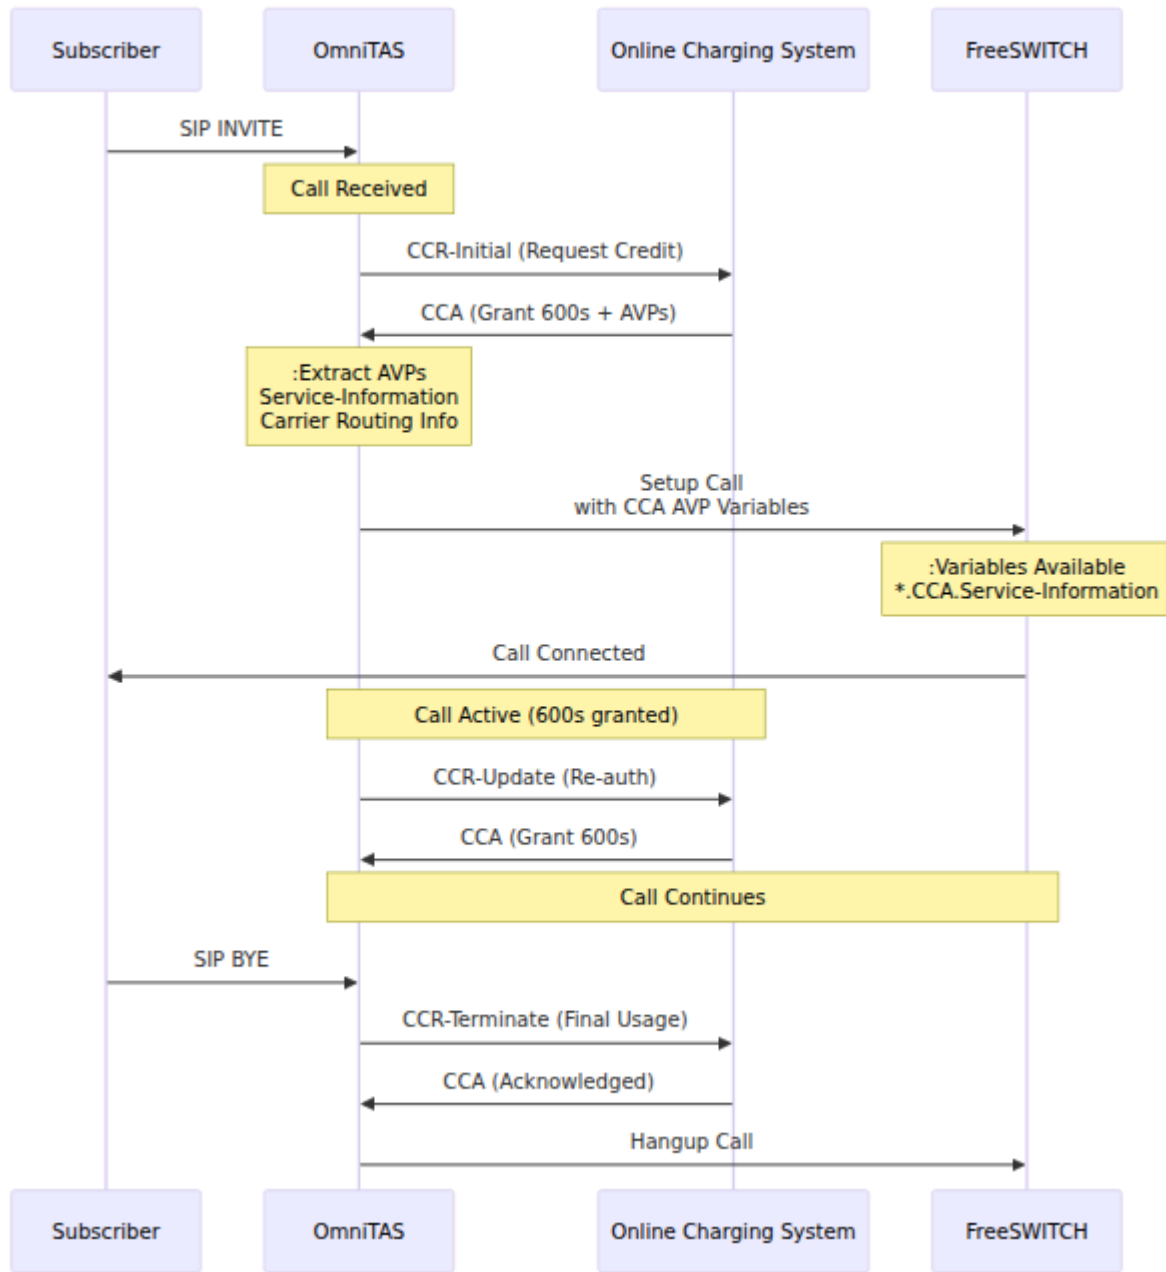 Subscriber
OmniTAS
Online Charging System
FreeSWITCH
SIP INVITE
Call Received
CCR-Initial (Request Credit)
CCA (Grant 600s + AVPs)
:Extract AVPs
Service-Information
Carrier Routing Info
Setup Call
with CCA AVP Variables
:Variables Available
*.CCA.Service-Information
Call Connected
Call Active (600s granted)
CCR-Update (Re-auth)
CCA (Grant 600s)
Call Continues
SIP BYE
CCR-Terminate (Final Usage)
CCA (Acknowledged)
Hangup Call
Subscriber
OmniTAS
Online Charging System
FreeSWITCH